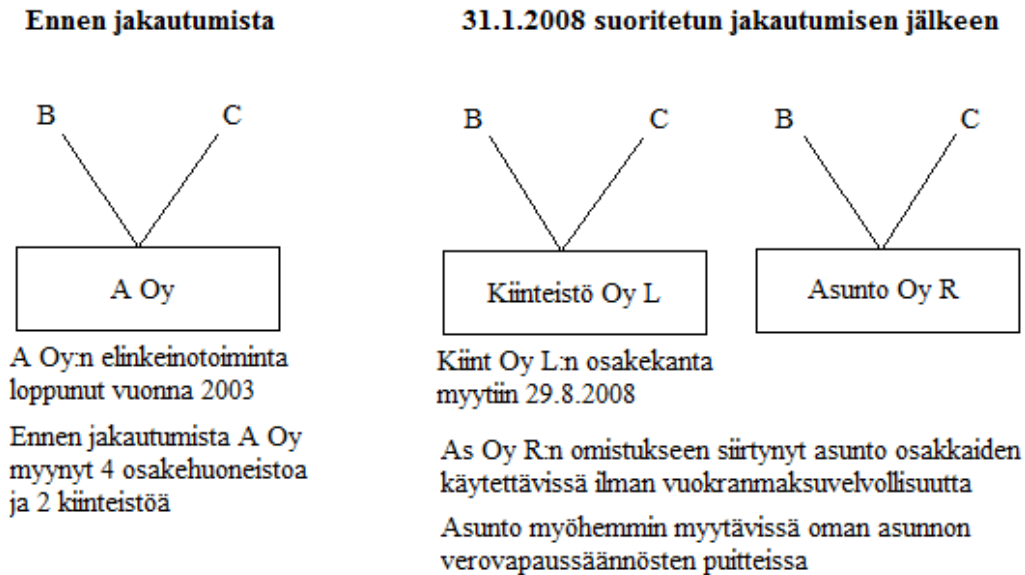 Ennen jakautumista
31.1.2008 suoritetun jakautumisen jälkeen
B
C
B
C
B
C
A Oy
Kiinteistö Oy L
Asunto Oy R
A Oy:n elinkeinotoiminta
loppunut vuonna 2003
Ennen jakautumista A Oy
myynyt 4 osakehuoneistoa
ja 2 kiinteistöä
Kiint Oy L:n osakekanta
myytiin 29.8.2008
As Oy R:n omistukseen siirtynyt asunto osakkaiden
käytettävissä ilman vuokranmaksuvelvollisuutta
Asunto myöhemmin myytävissä oman asunnon
verovapaussäännösten puitteissa